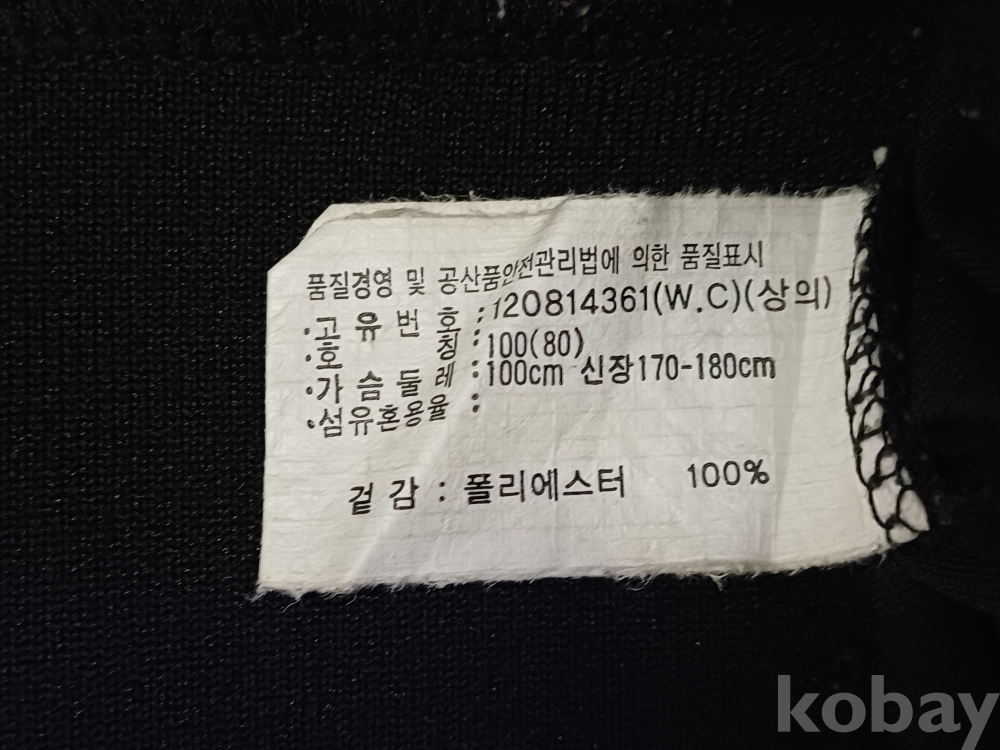 품질경영 및 공산품안전관리법에 의한 품질표시
·고 유 번 호 : 120814361(W.C)(상의)
·호 칭 : 100(80)
·가 슴 둘 레 : 100cm 신장170-180cm
·섬유혼용율 :
겉 감 : 폴리에스터 100%
kobay